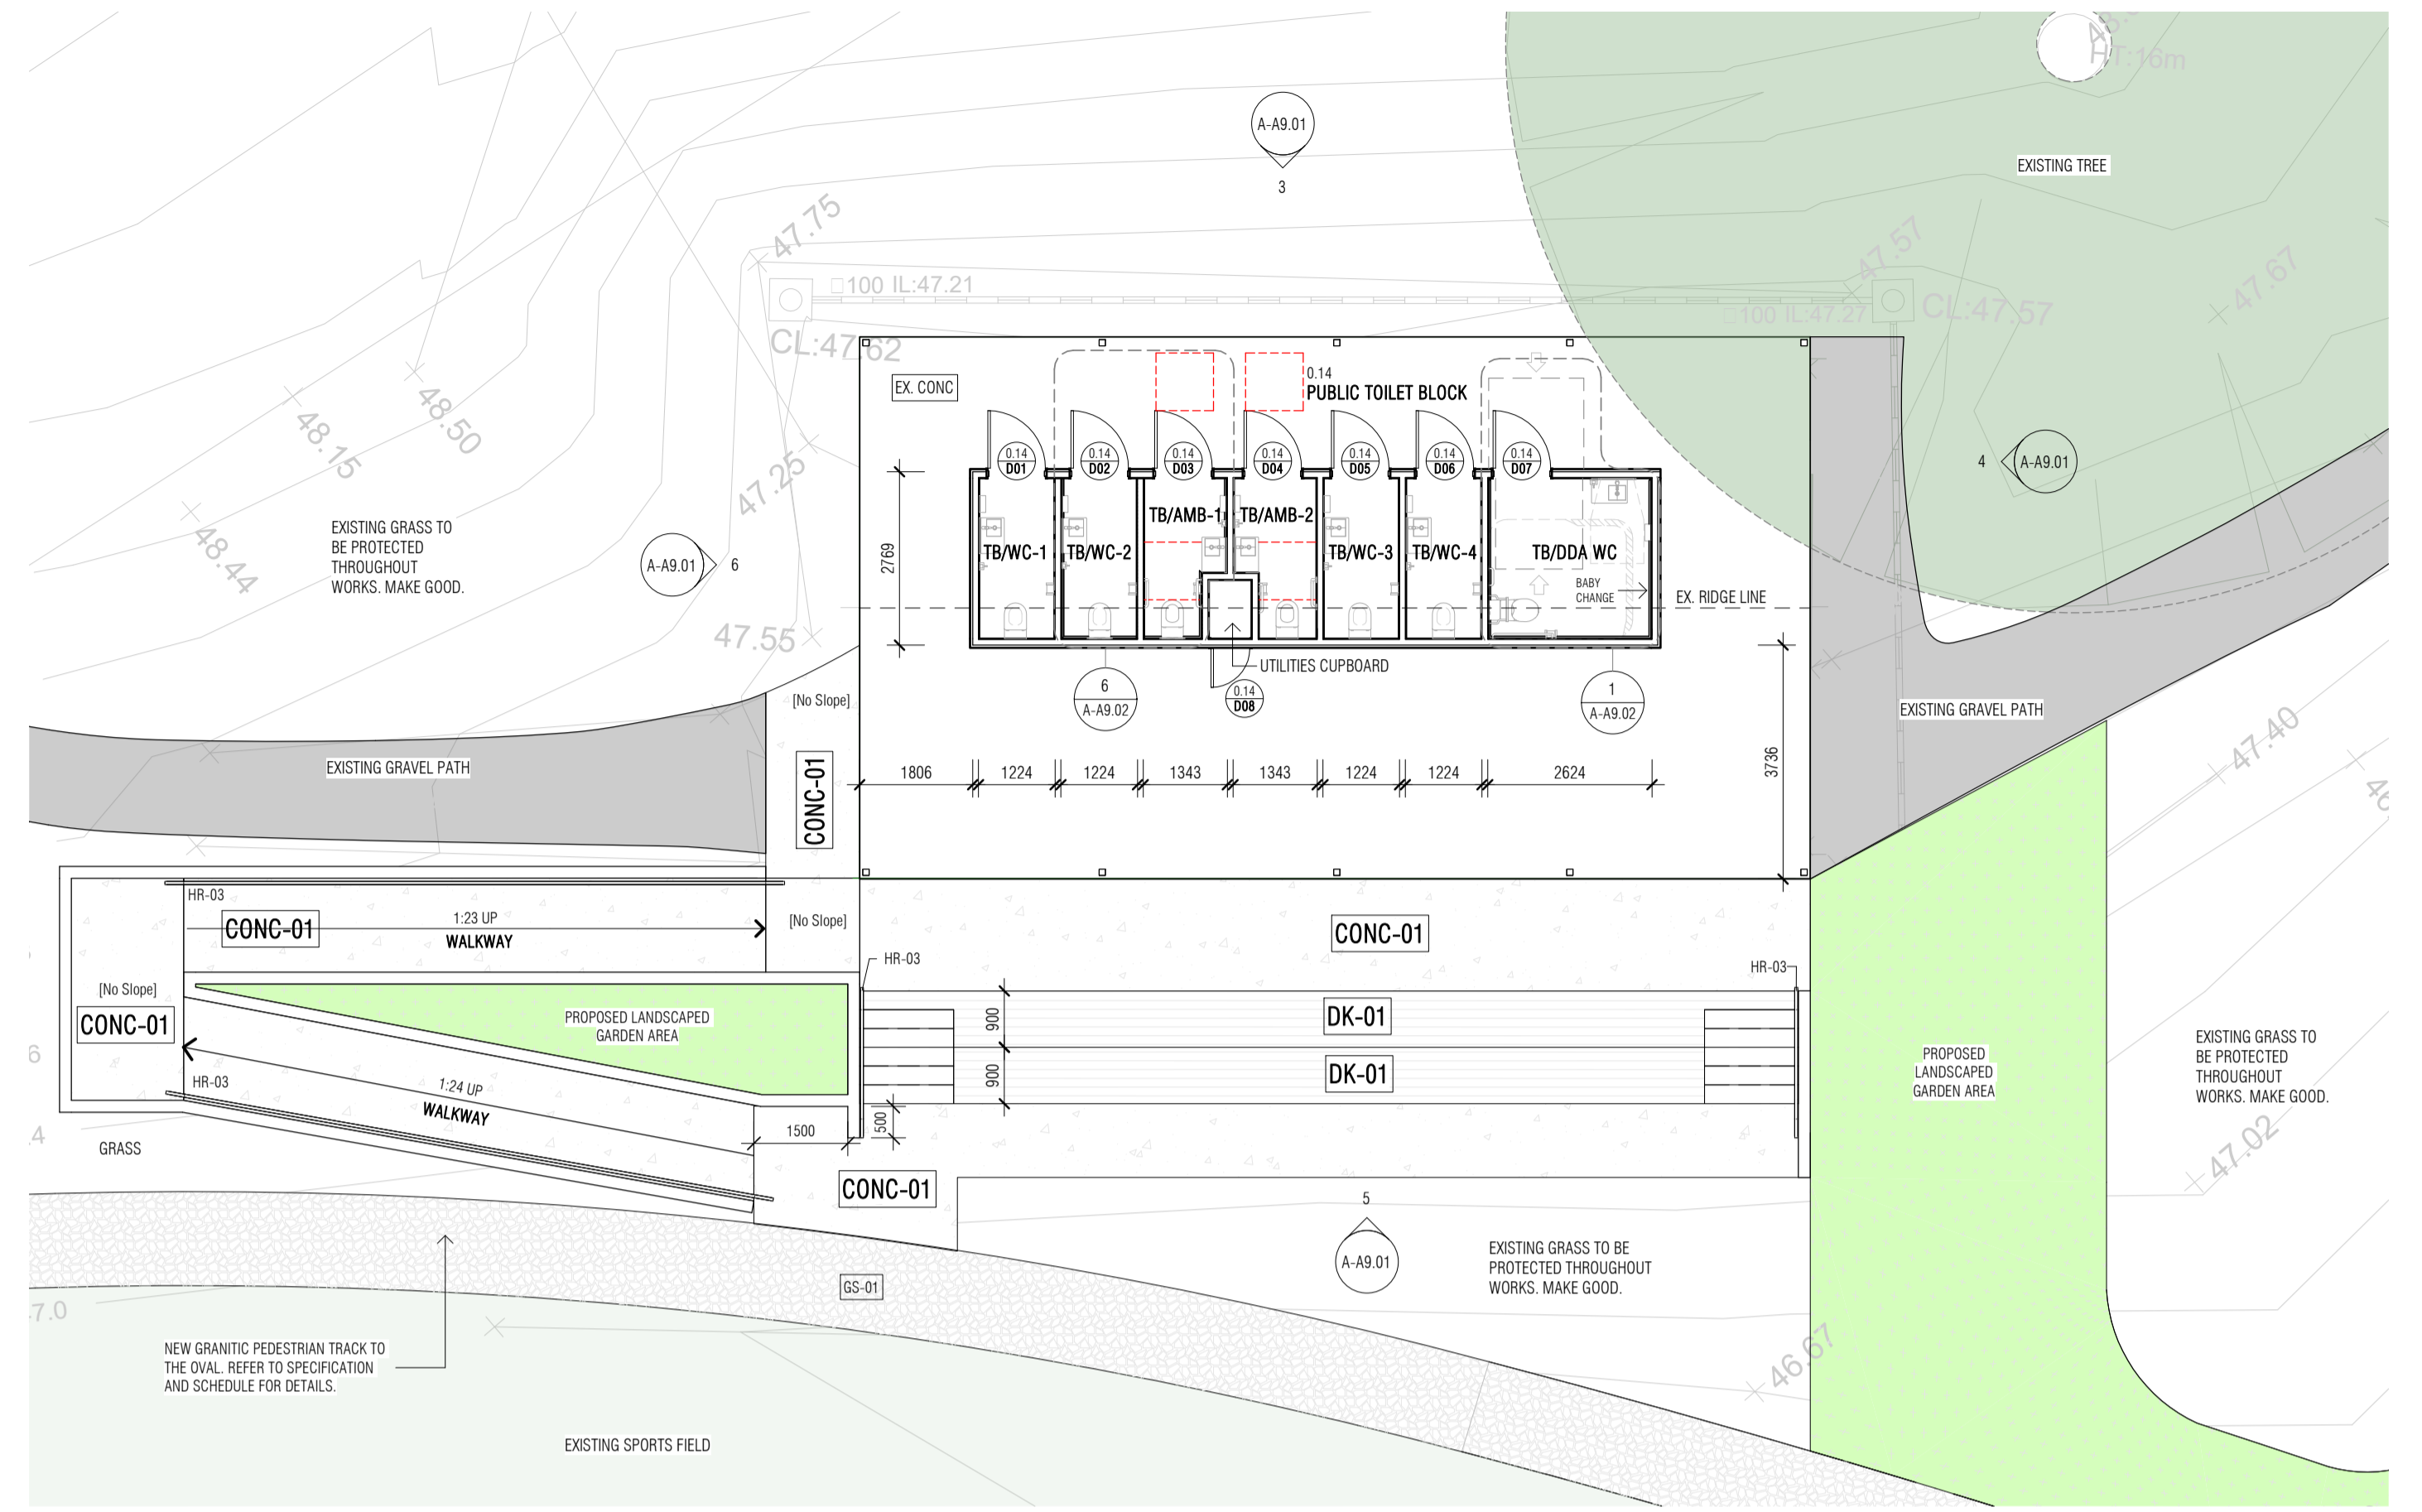 48.
HT:16m
A-A9.01
3
EXISTING TREE
47.75
□100 IL:47.21
47.57
47.67
□100 IL:47.27
CL:47.57
CL:47.62
EX. CONC
0.14
PUBLIC TOILET BLOCK
48.50
48.15
0.14
D01
0.14
D02
0.14
D03
0.14
D04
0.14
D05
0.14
D06
0.14
D07
4
A-A9.01
47.25
48.44
EXISTING GRASS TO
BE PROTECTED
THROUGHOUT
WORKS. MAKE GOOD.
A-A9.01
6
2769
TB/WC-1
TB/WC-2
TB/AMB-1
TB/AMB-2
TB/WC-3
TB/WC-4
TB/DDA WC
BABY
CHANGE
EX. RIDGE LINE
47.55
UTILITIES CUPBOARD
6
A-A9.02
0.14
D08
1
A-A9.02
[No Slope]
EXISTING GRAVEL PATH
EXISTING GRAVEL PATH
47.40
CONC-01
1806
1224
1224
1343
1343
1224
1224
2624
3736
HR-03
CONC-01
1:23 UP
WALKWAY
[No Slope]
CONC-01
HR-03
HR-03
[No Slope]
CONC-01
PROPOSED LANDSCAPED
GARDEN AREA
900
DK-01
900
DK-01
HR-03
1:24 UP
WALKWAY
PROPOSED
LANDSCAPED
GARDEN AREA
EXISTING GRASS TO
BE PROTECTED
THROUGHOUT
WORKS. MAKE GOOD.
1500
500
GRASS
47.02
CONC-01
5
A-A9.01
EXISTING GRASS TO BE
PROTECTED THROUGHOUT
WORKS. MAKE GOOD.
GS-01
7.0
NEW GRANITIC PEDESTRIAN TRACK TO
THE OVAL. REFER TO SPECIFICATION
AND SCHEDULE FOR DETAILS.
46.67
EXISTING SPORTS FIELD